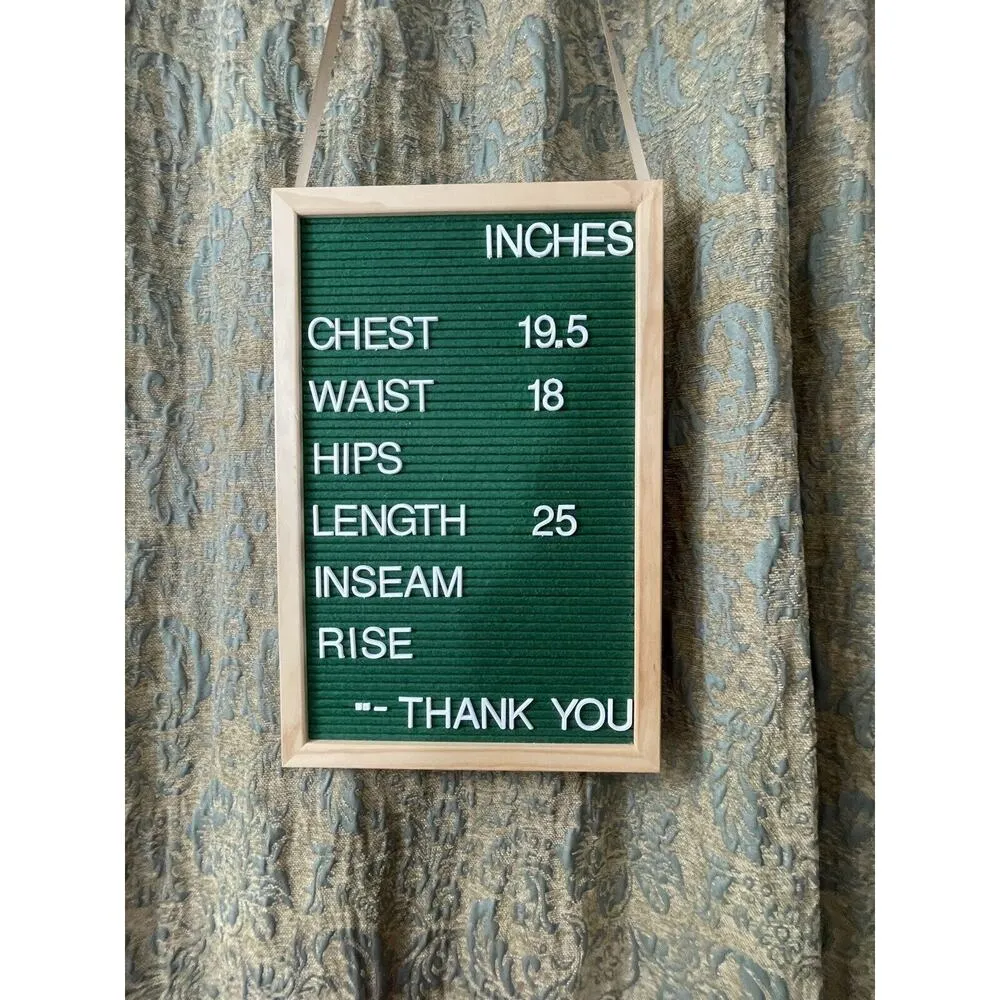 INCHES
CHEST 19.5
WAIST 18
HIPS
LENGTH 25
INSEAM
RISE
"- THANK YOU